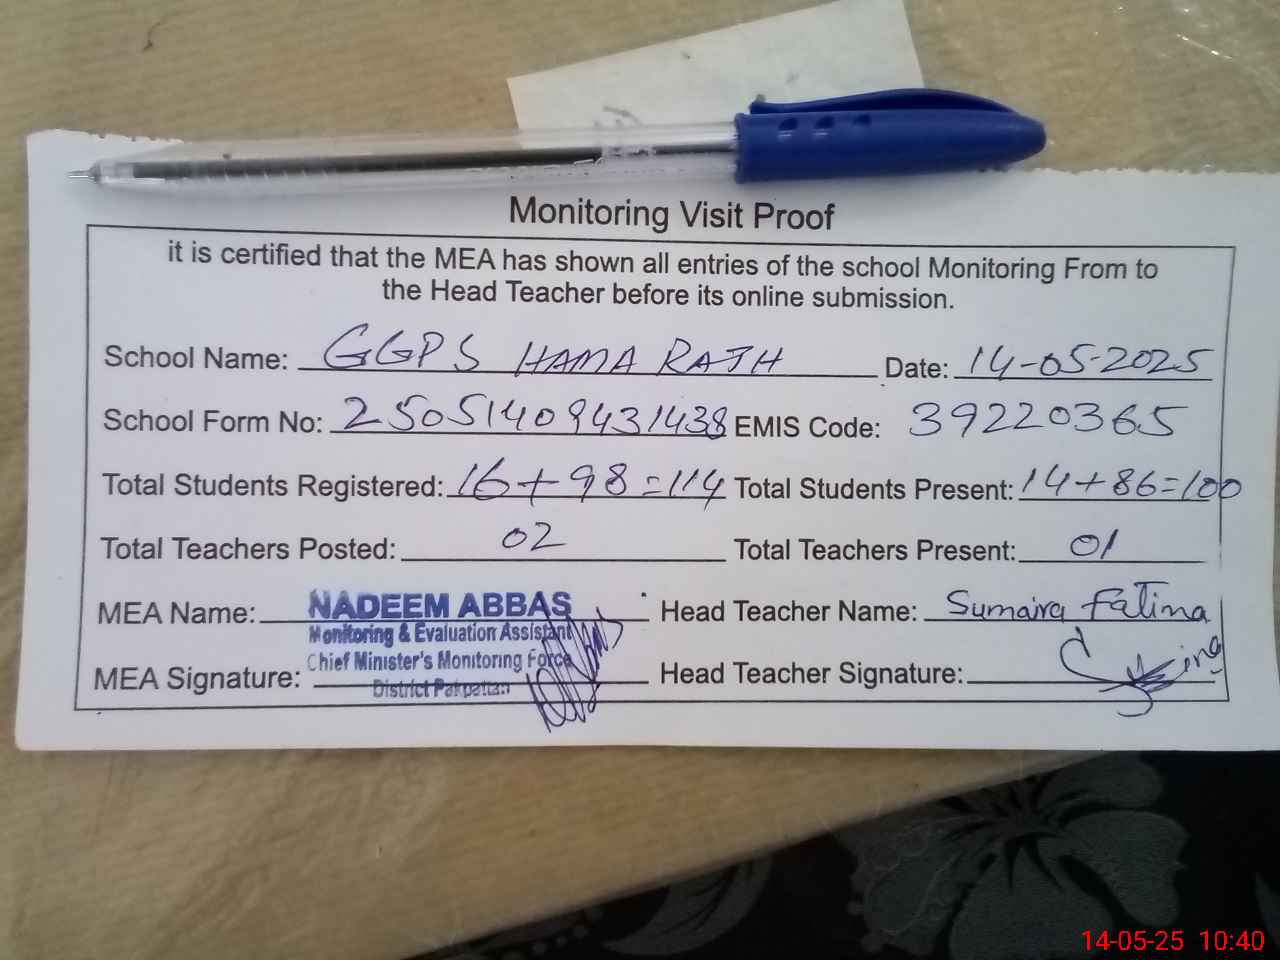 Monitoring Visit Proof
it is certified that the MEA has shown all entries of the school Monitoring From to
the Head Teacher before its online submission.
School Name: GGPS HAMA RATH Date: 14-05-2025
School Form No: 25051409431438 EMIS Code: 39220365
Total Students Registered: 16+98=114 Total Students Present: 14+86=100
Total Teachers Posted: 02 Total Teachers Present: 01
MEA Name: NADEEM ABBAS Head Teacher Name: Sumaira Fatima
Monitoring & Evaluation Assistant
Chief Minister's Monitoring Force
MEA Signature: District Pakpattan Head Teacher Signature:
14-05-25 10:40